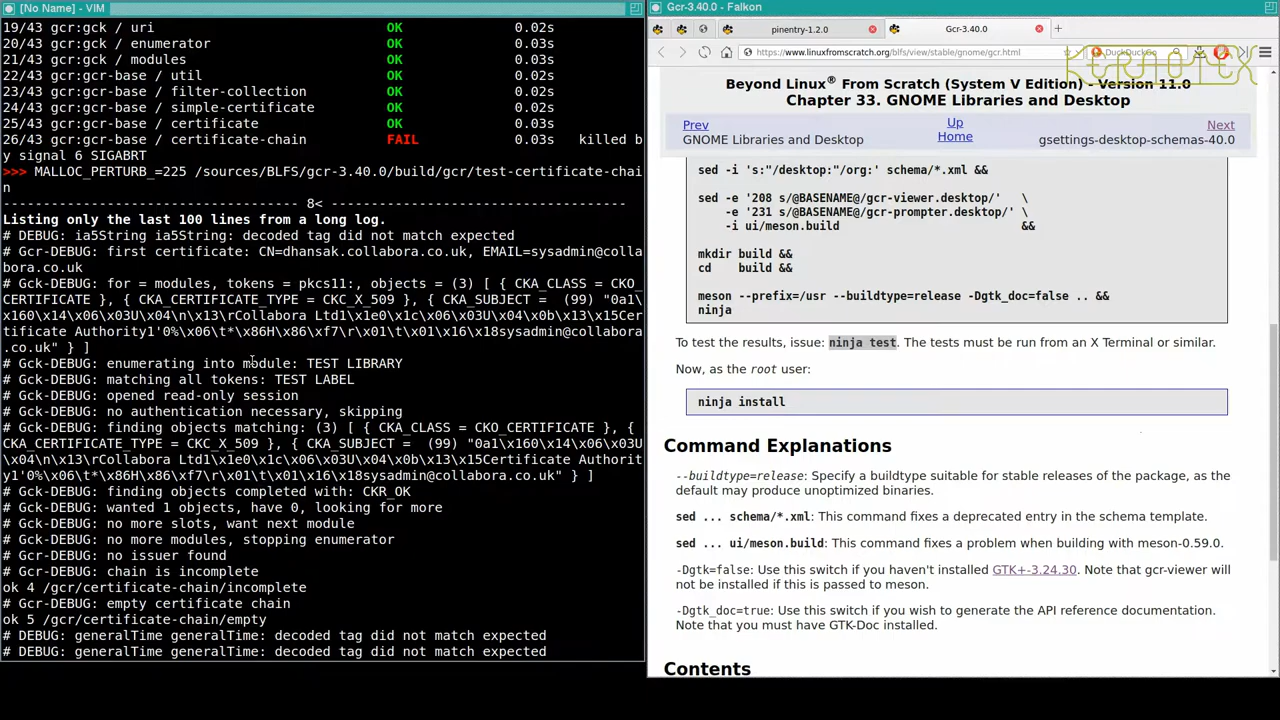 [No Name] - VIM
19/43 gcr:gck / uri OK 0.02s
20/43 gcr:gck / enumerator OK 0.03s
21/43 gcr:gck / modules OK 0.03s
22/43 gcr:gcr-base / util OK 0.02s
23/43 gcr:gcr-base / filter-collection OK 0.02s
24/43 gcr:gcr-base / simple-certificate OK 0.02s
25/43 gcr:gcr-base / certificate OK 0.03s
26/43 gcr:gcr-base / certificate-chain FAIL 0.03s killed b
y signal 6 SIGABRT
>>> MALLOC_PERTURB_=225 /sources/BLFS/gcr-3.40.0/build/gcr/test-certificate-chai
n
------------------------------------- 8< -------------------------------------
Listing only the last 100 lines from a long log.
# DEBUG: ia5String ia5String: decoded tag did not match expected
# Gcr-DEBUG: first certificate: CN=dhansak.collabora.co.uk, EMAIL=sysadmin@colla
bora.co.uk
# Gck-DEBUG: for = modules, tokens = pkcs11:, objects = (3) [ { CKA_CLASS = CKO_
CERTIFICATE }, { CKA_CERTIFICATE_TYPE = CKC_X_509 }, { CKA_SUBJECT =  (99) "0a1\
x160\x14\x06\x03U\x04\n\x13\rCollabora Ltd1\x1e0\x1c\x06\x03U\x04\x0b\x13\x15Cer
tificate Authority1'0%\x06\t*\x86H\x86\xf7\r\x01\t\x01\x16\x18sysadmin@collabora
.co.uk" } ]
# Gck-DEBUG: enumerating into module: TEST LIBRARY
# Gck-DEBUG: matching all tokens: TEST LABEL
# Gck-DEBUG: opened read-only session
# Gck-DEBUG: no authentication necessary, skipping
# Gck-DEBUG: finding objects matching: (3) [ { CKA_CLASS = CKO_CERTIFICATE }, {
CKA_CERTIFICATE_TYPE = CKC_X_509 }, { CKA_SUBJECT =  (99) "0a1\x160\x14\x06\x03U
\x04\n\x13\rCollabora Ltd1\x1e0\x1c\x06\x03U\x04\x0b\x13\x15Certificate Authorit
y1'0%\x06\t*\x86H\x86\xf7\r\x01\t\x01\x16\x18sysadmin@collabora.co.uk" } ]
# Gck-DEBUG: finding objects completed with: CKR_OK
# Gck-DEBUG: wanted 1 objects, have 0, looking for more
# Gck-DEBUG: no more slots, want next module
# Gck-DEBUG: no more modules, stopping enumerator
# Gcr-DEBUG: no issuer found
# Gcr-DEBUG: chain is incomplete
ok 4 /gcr/certificate-chain/incomplete
# Gcr-DEBUG: empty certificate chain
ok 5 /gcr/certificate-chain/empty
# DEBUG: generalTime generalTime: decoded tag did not match expected
# DEBUG: generalTime generalTime: decoded tag did not match expected
Gcr-3.40.0 - Falkon
pinentry-1.2.0 Gcr-3.40.0
https://www.linuxfromscratch.org/blfs/view/stable/gnome/gcr.html DuckDuckGo
KERNOTEX
Beyond Linux® From Scratch (System V Edition) - Version 11.0
Chapter 33. GNOME Libraries and Desktop
Prev Up Next
GNOME Libraries and Desktop Home gsettings-desktop-schemas-40.0
sed -i 's:"/desktop:"/org:' schema/*.xml &&
sed -e '208 s/@BASENAME@/gcr-viewer.desktop/' \
-e '231 s/@BASENAME@/gcr-prompter.desktop/' \
-i ui/meson.build &&
mkdir build &&
cd build &&
meson --prefix=/usr --buildtype=release -Dgtk_doc=false .. &&
ninja
To test the results, issue: ninja test. The tests must be run from an X Terminal or similar.
Now, as the root user:
ninja install
Command Explanations
--buildtype=release: Specify a buildtype suitable for stable releases of the package, as the
default may produce unoptimized binaries.
sed ... schema/*.xml: This command fixes a deprecated entry in the schema template.
sed ... ui/meson.build: This command fixes a problem when building with meson-0.59.0.
-Dgtk=false: Use this switch if you haven't installed GTK+-3.24.30. Note that gcr-viewer will
not be installed if this is passed to meson.
-Dgtk_doc=true: Use this switch if you wish to generate the API reference documentation.
Note that you must have GTK-Doc installed.
Contents